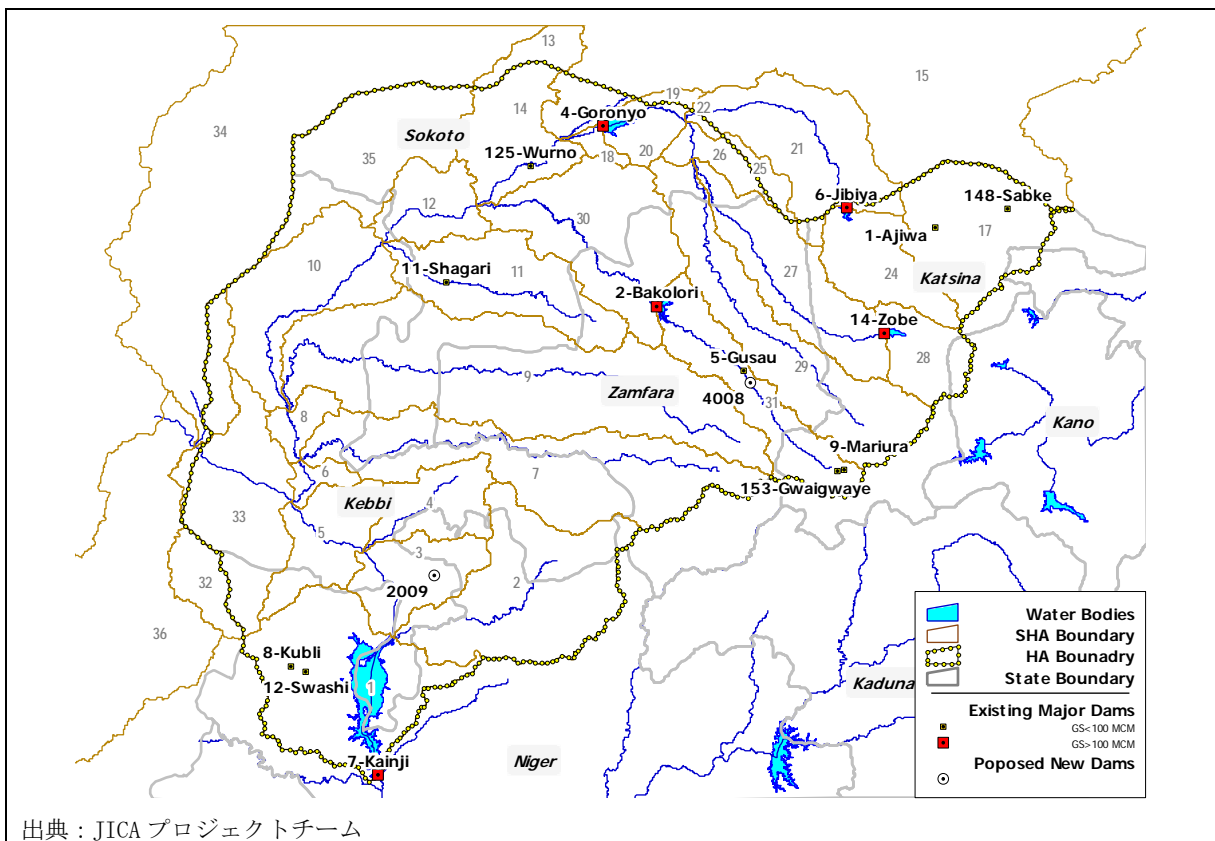 13
15
19
14
22
4-Goronyo
34
Sokoto
35
18
20
26
21
25
125-Wurno
6-Jibiya
148-Sabke
12
30
1-Ajiwa
17
10
11-Shagari
11
27
24
Katsina
2-Bakolori
14-Zobe
5-Gusau
9
Zamfara
29
28
4008
31
8
Kano
9-Mariura
6
7
153-Gwaigwaye
Kebbi
4
33
5
3
2
32
2009
36
8-Kubli
12-Swashi
1
Kaduna
7-Kainji
Niger
Water Bodies
SHA Boundary
HA Bounadry
State Boundary
Existing Major Dams
GS<100 MCM
GS>100 MCM
Poposed New Dams
出典：JICA プロジェクトチーム